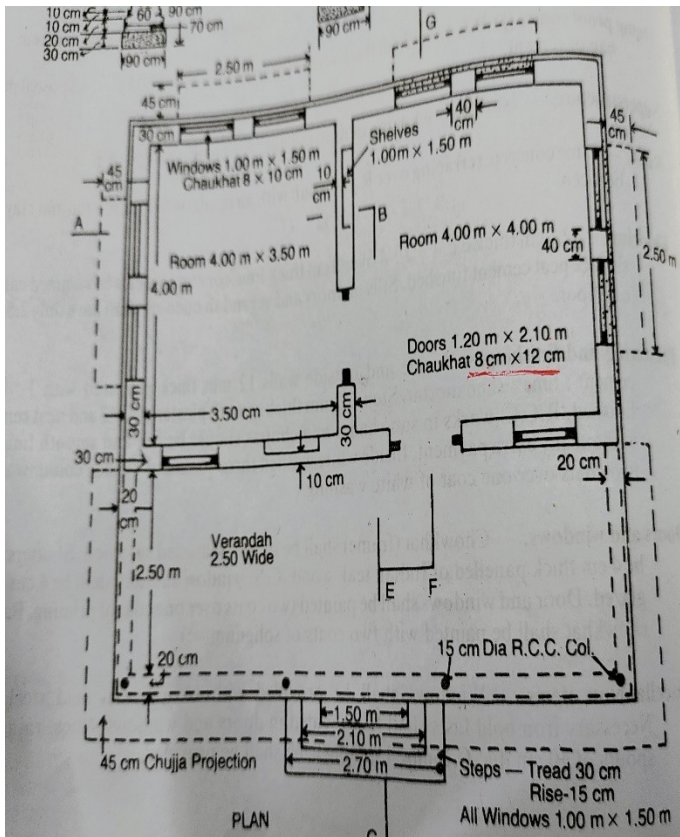 10 cm
60
90 cm
10 cm
70 cm
20 cm
30 cm
90 cm
90 cm
G
2.50 m
45 cm
30 cm
40
cm
45
cm
Shelves
1.00m × 1.50 m
Windows 1.00 m × 1.50 m
Chaukhat 8 × 10 cm
10
cm
45
cm
A
B
Room 4.00 m × 3.50 m
Room 4.00 m × 4.00 m
40 cm
2.50 m
4.00 m
Doors 1.20 m × 2.10 m
Chaukhat 8 cm × 12 cm
30 cm
3.50 cm
30 cm
30 cm
10 cm
20 cm
20
cm
Verandah
2.50 Wide
2.50 m
E
F
20 cm
15 cm Dia R.C.C. Col.
1.50 m
2.10 m
2.70 m
45 cm Chujja Projection
Steps — Tread 30 cm
Rise-15 cm
All Windows 1.00 m × 1.50 m
PLAN